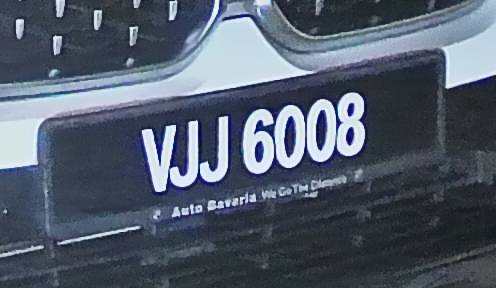 VJJ 6008
Auto Bavaria We Go The Distance